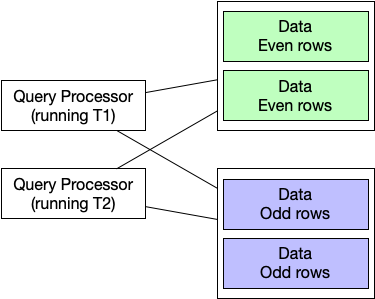 Data
Even rows
Data
Even rows
Query Processor
(running T1)
Query Processor
(running T2)
Data
Odd rows
Data
Odd rows